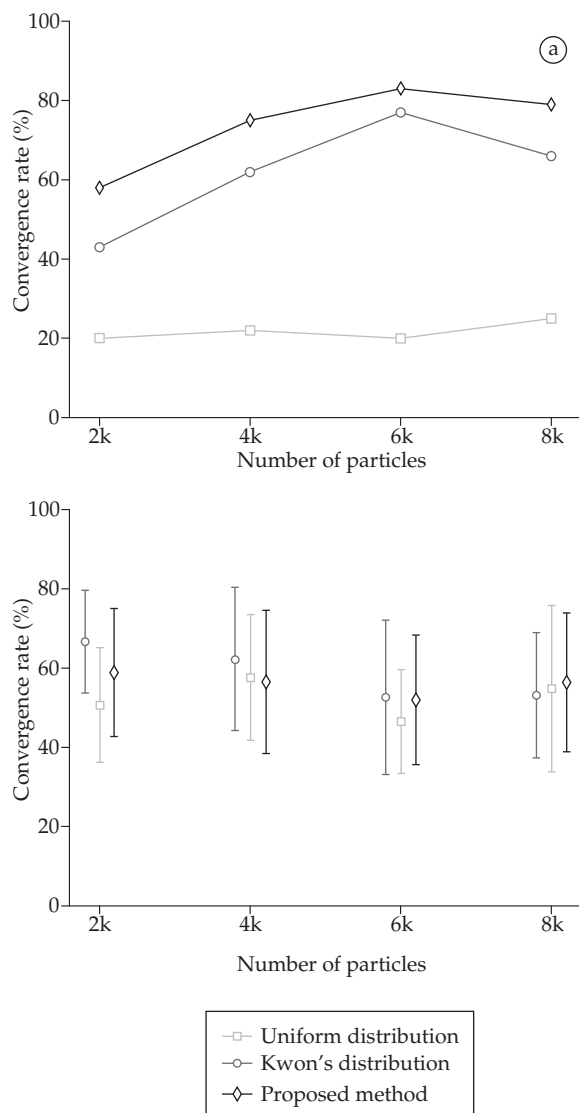 100
80
60
40
20
0
Convergence rate (%)
a
2k 4k 6k 8k
Number of particles
100
80
60
40
20
0
Convergence rate (%)
2k 4k 6k 8k
Number of particles
Uniform distribution
Kwon's distribution
Proposed method